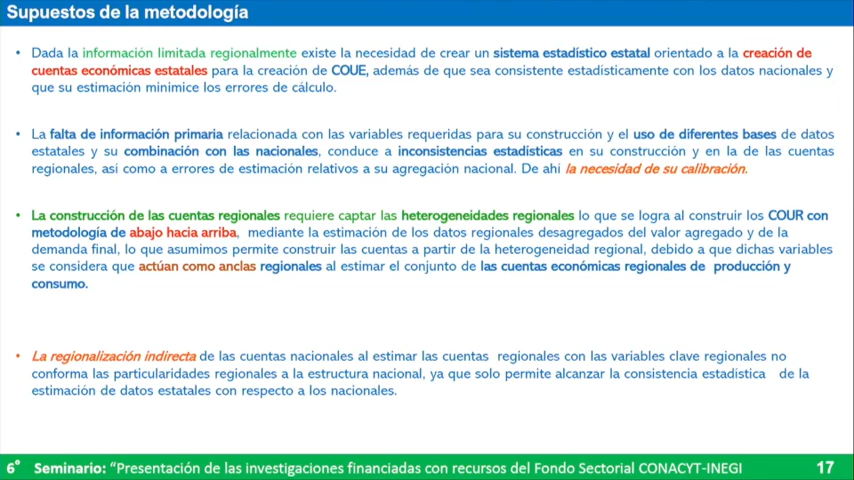 Supuestos de la metodología
• Dada la información limitada regionalmente existe la necesidad de crear un sistema estadístico estatal orientado a la creación de
cuentas económicas estatales para la creación de COUE, además de que sea consistente estadísticamente con los datos nacionales y
que su estimación minimice los errores de cálculo.
• La falta de información primaria relacionada con las variables requeridas para su construcción y el uso de diferentes bases de datos
estatales y su combinación con las nacionales, conduce a inconsistencias estadísticas en su construcción y en la de las cuentas
regionales, así como a errores de estimación relativos a su agregación nacional. De ahí la necesidad de su calibración.
• La construcción de las cuentas regionales requiere captar las heterogeneidades regionales lo que se logra al construir los COUR con
metodología de abajo hacia arriba, mediante la estimación de los datos regionales desagregados del valor agregado y de la
demanda final, lo que asumimos permite construir las cuentas a partir de la heterogeneidad regional, debido a que dichas variables
se considera que actúan como anclas regionales al estimar el conjunto de las cuentas económicas regionales de producción y
consumo.
• La regionalización indirecta de las cuentas nacionales al estimar las cuentas regionales con las variables clave regionales no
conforma las particularidades regionales a la estructura nacional, ya que solo permite alcanzar la consistencia estadística de la
estimación de datos estatales con respecto a los nacionales.
6° Seminario: “Presentación de las investigaciones financiadas con recursos del Fondo Sectorial CONACYT-INEGI 17